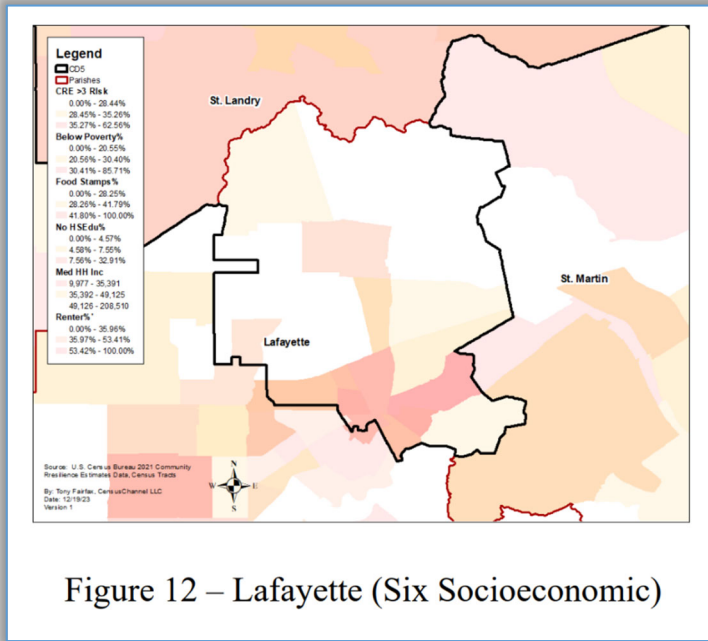 Legend
CD5
Parishes
CRE >3 Risk
0.00% - 28.44%
28.45% - 35.26%
35.27% - 62.56%
Below Poverty%
0.00% - 20.55%
20.56% - 30.40%
30.41% - 85.71%
Food Stamps%
0.00% - 28.25%
28.26% - 41.79%
41.80% - 100.00%
No HSEdu%
0.00% - 4.57%
4.58% - 7.55%
7.56% - 32.91%
Med HH Inc
9,977 - 35,391
35,392 - 49,125
49,126 - 208,510
Renter%'
0.00% - 35.96%
35.97% - 53.41%
53.42% - 100.00%
St. Landry
St. Martin
Lafayette
Source: U.S. Census Bureau 2021 Community
Rresilience Estimates Data, Census Tracts
By: Tony Fairfax, CensusChannel LLC
Date: 12/19/23
Version 1
N
W E
S
Figure 12 – Lafayette (Six Socioeconomic)